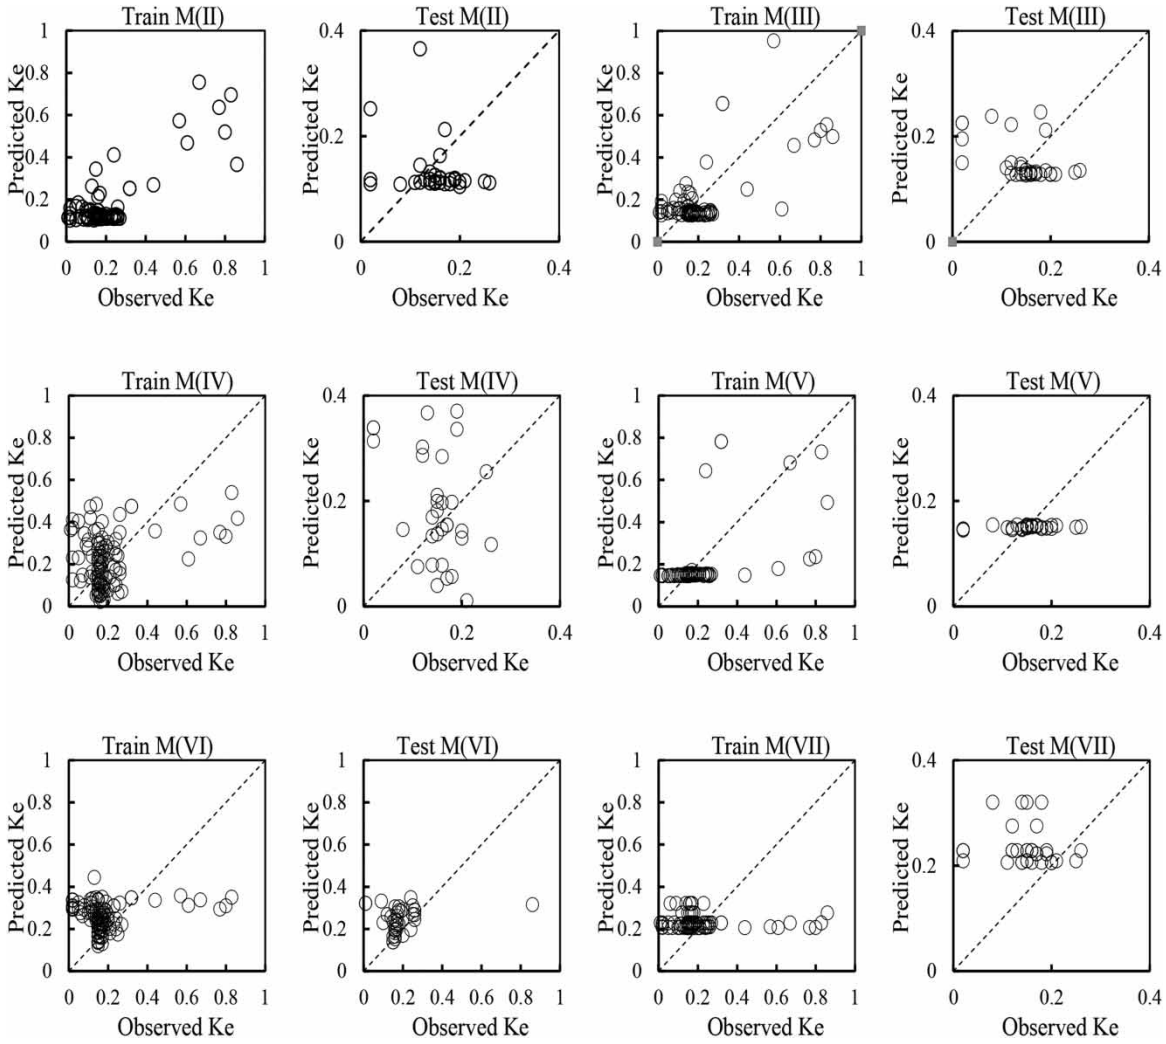 Train M(II)
1
0.8
0.6
0.4
0.2
0
0 0.2 0.4 0.6 0.8 1
Predicted Ke
Observed Ke
Test M(II)
0.4
0.2
0
0 0.2 0.4
Predicted Ke
Observed Ke
Train M(III)
1
0.8
0.6
0.4
0.2
0
0 0.2 0.4 0.6 0.8 1
Predicted Ke
Observed Ke
Test M(III)
0.4
0.2
0
0 0.2 0.4
Predicted Ke
Observed Ke
Train M(IV)
1
0.8
0.6
0.4
0.2
0
0 0.2 0.4 0.6 0.8 1
Predicted Ke
Observed Ke
Test M(IV)
0.4
0.2
0
0 0.2 0.4
Predicted Ke
Observed Ke
Train M(V)
1
0.8
0.6
0.4
0.2
0
0 0.2 0.4 0.6 0.8 1
Predicted Ke
Observed Ke
Test M(V)
0.4
0.2
0
0 0.2 0.4
Predicted Ke
Observed Ke
Train M(VI)
1
0.8
0.6
0.4
0.2
0
0 0.2 0.4 0.6 0.8 1
Predicted Ke
Observed Ke
Test M(VI)
1
0.8
0.6
0.4
0.2
0
0 0.2 0.4 0.6 0.8 1
Predicted Ke
Observed Ke
Train M(VII)
1
0.8
0.6
0.4
0.2
0
0 0.2 0.4 0.6 0.8 1
Predicted Ke
Observed Ke
Test M(VII)
0.4
0.2
0
0 0.2 0.4
Predicted Ke
Observed Ke